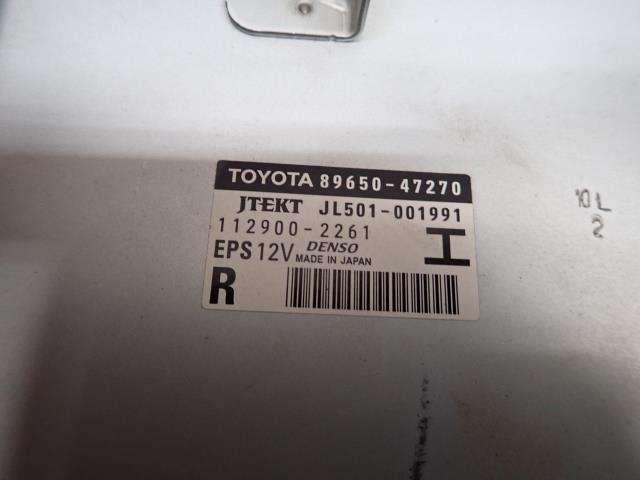 TOYOTA 89650-47270
JTEKT JL501-001991
112900-2261
EPS 12V DENSO
MADE IN JAPAN
I
R
10L
2